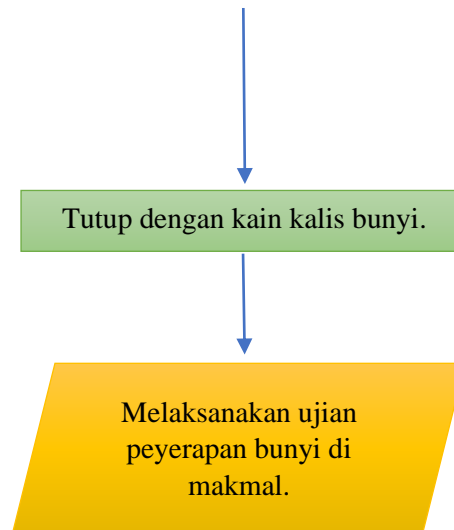 Tutup dengan kain kalis bunyi.
Melaksanakan ujian
peyerapan bunyi di
makmal.